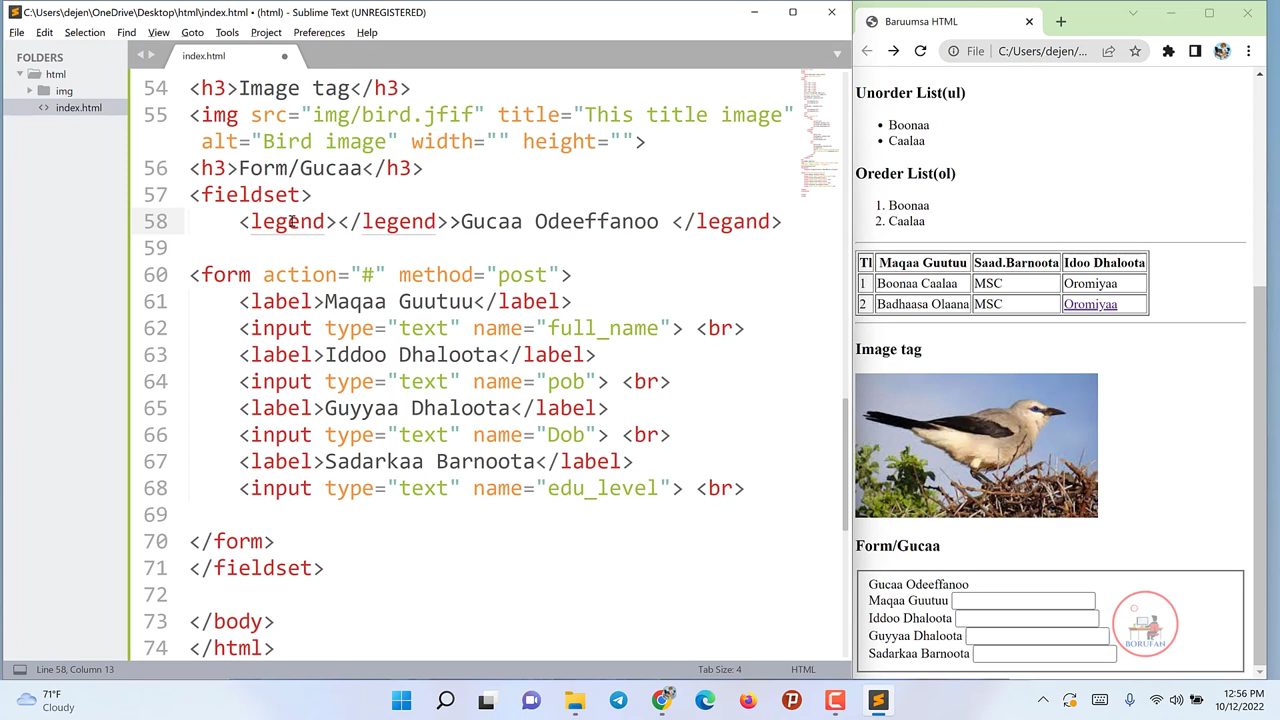 C:\Users\dejen\OneDrive\Desktop\html\index.html • (html) - Sublime Text (UNREGISTERED)
File Edit Selection Find View Goto Tools Project Preferences Help
FOLDERS
html
img
index.html
index.html
54 <h3>Image tag</h3>
55 <img src="img/bird.jfif" title="This title image"
alt="Bird image" width="" height="">
56 <h3>Form/Gucaa</h3>
57 <fieldset>
58 <legend></legend>>Gucaa Odeeffanoo </legand>
59
60 <form action="#" method="post">
61 <label>Maqaa Guutuu</label>
62 <input type="text" name="full_name"> <br>
63 <label>Iddoo Dhaloota</label>
64 <input type="text" name="pob"> <br>
65 <label>Guyyaa Dhaloota</label>
66 <input type="text" name="Dob"> <br>
67 <label>Sadarkaa Barnoota</label>
68 <input type="text" name="edu_level"> <br>
69
70 </form>
71 </fieldset>
72
73 </body>
74 </html>
Line 58, Column 13
Tab Size: 4
HTML
Baruumsa HTML
File C:/Users/dejen/...
Unorder List(ul)
• Boonaa
• Caalaa
Oreder List(ol)
1. Boonaa
2. Caalaa
Tl Maqaa Guutuu Saad.Barnoota Idoo Dhaloota
1 Boonaa Caalaa MSC Oromiyaa
2 Badhasa Olaana MSC Oromiyaa
Image tag
Form/Gucaa
Gucaa Odeeffanoo
Maqaa Guutuu
Iddoo Dhaloota
Guyyaa Dhaloota
Sadarkaa Barnoota
BORUFAN
71°F
Cloudy
12:56 PM
10/12/2022